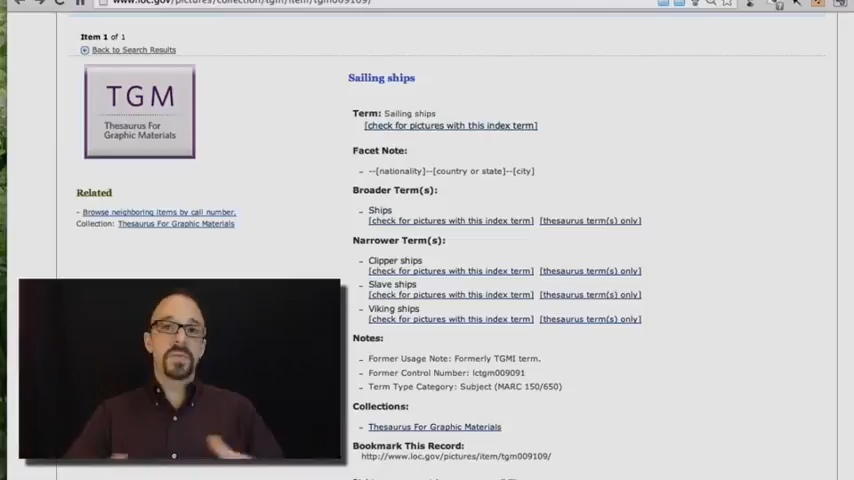 www.loc.gov/pictures/collection/tgm/item/tgm009109/
Item 1 of 1
Back to Search Results
TGM
Thesaurus For
Graphic Materials
Related
- Browse neighboring items by call number.
Collection: Thesaurus For Graphic Materials
Sailing ships
Term: Sailing ships
[check for pictures with this index term]
Facet Note:
– --[nationality]--[country or state]--[city]
Broader Term(s):
– Ships
[check for pictures with this index term] [thesaurus term(s) only]
Narrower Term(s):
– Clipper ships
[check for pictures with this index term] [thesaurus term(s) only]
– Slave ships
[check for pictures with this index term] [thesaurus term(s) only]
– Viking ships
[check for pictures with this index term] [thesaurus term(s) only]
Notes:
– Former Usage Note: Formerly TGMI term.
– Former Control Number: lctgm009091
– Term Type Category: Subject (MARC 150/650)
Collections:
– Thesaurus For Graphic Materials
Bookmark This Record:
http://www.loc.gov/pictures/item/tgm009109/